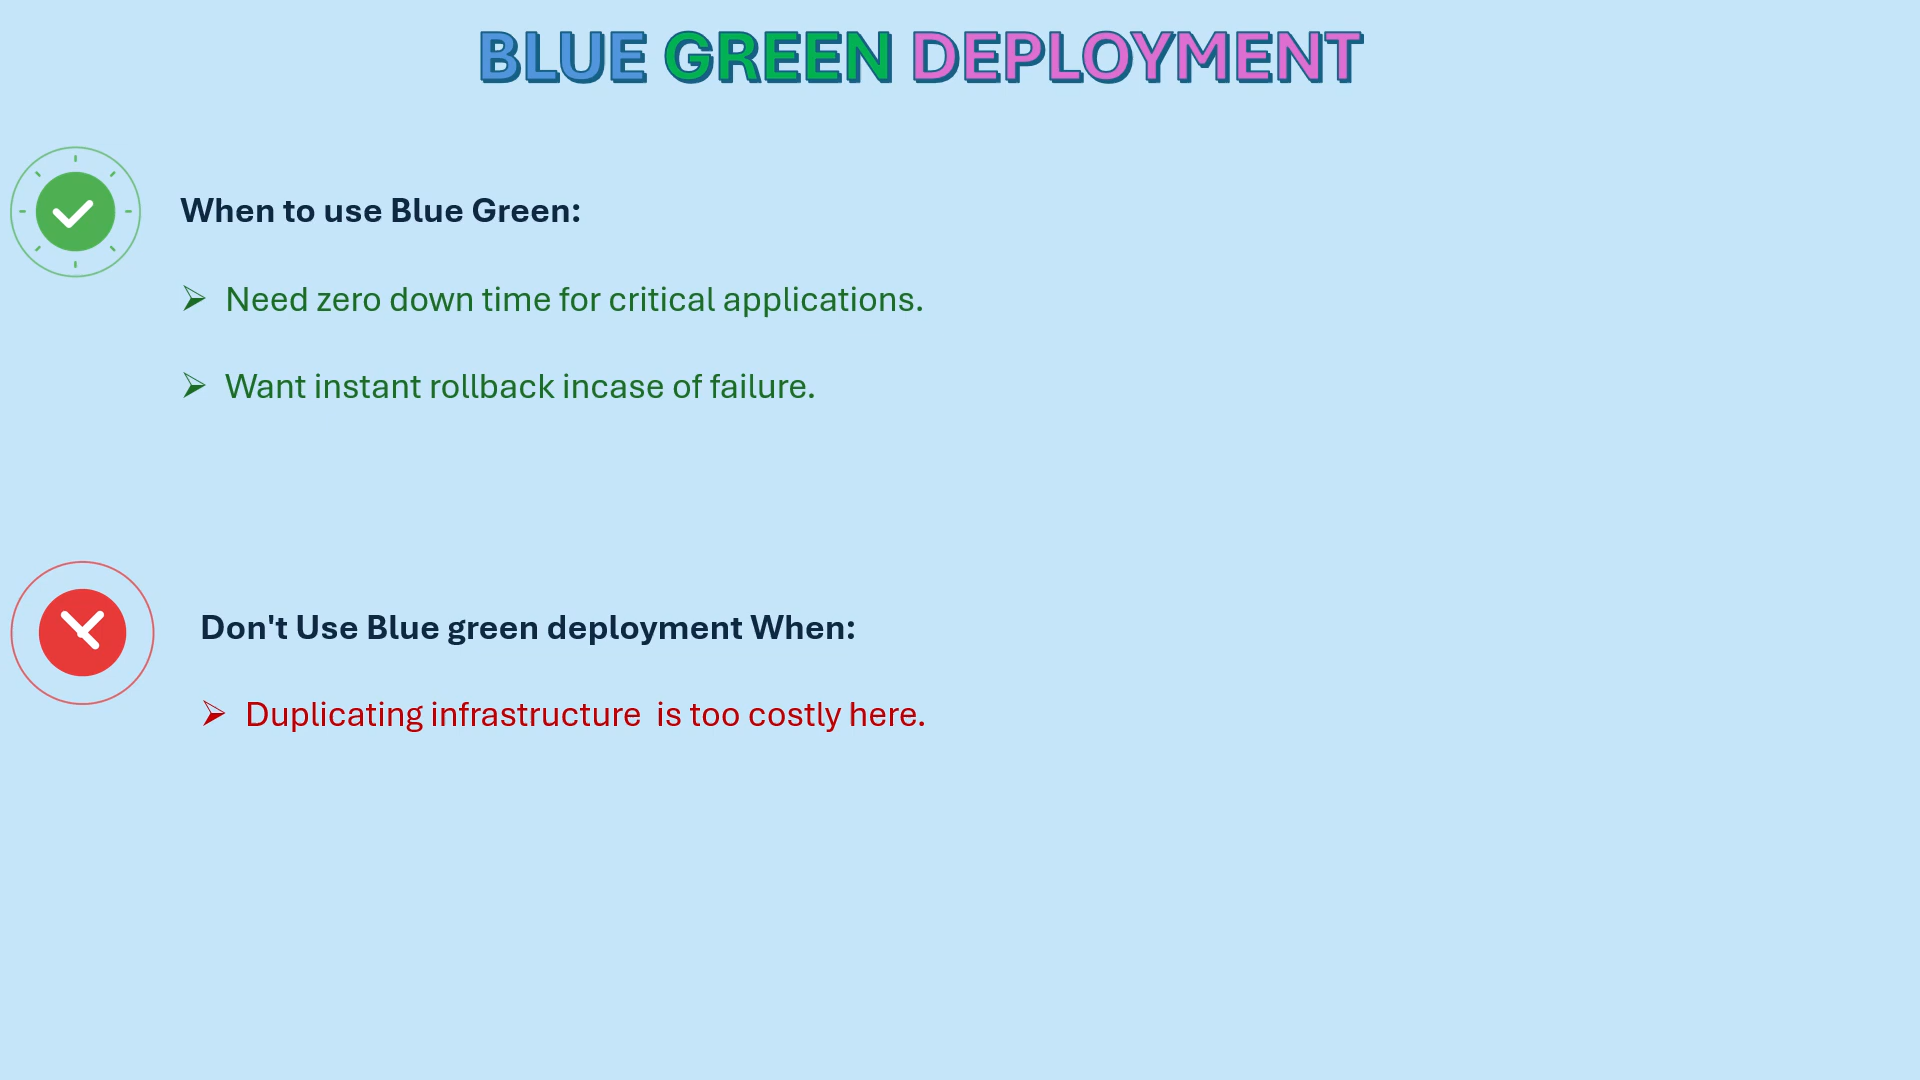 BLUE GREEN DEPLOYMENT
When to use Blue Green:
Need zero down time for critical applications.
Want instant rollback incase of failure.
Don't Use Blue green deployment When:
Duplicating infrastructure  is too costly here.